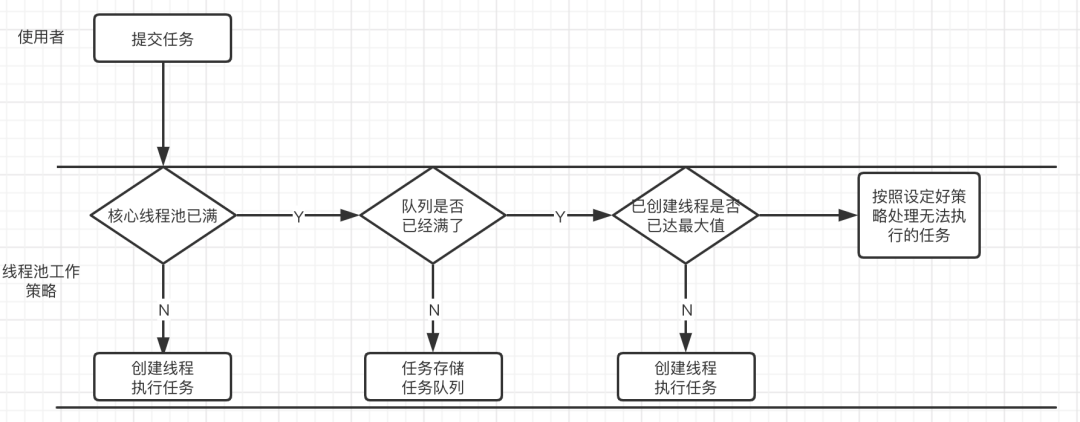 使用者
提交任务
核心线程池已满
Y
队列是否
已经满了
Y
已创建线程是否
已达最大值
按照设定好策
略处理无法执
行的任务
线程池工作
策略
N
N
N
创建线程
执行任务
任务存储
任务队列
创建线程
执行任务